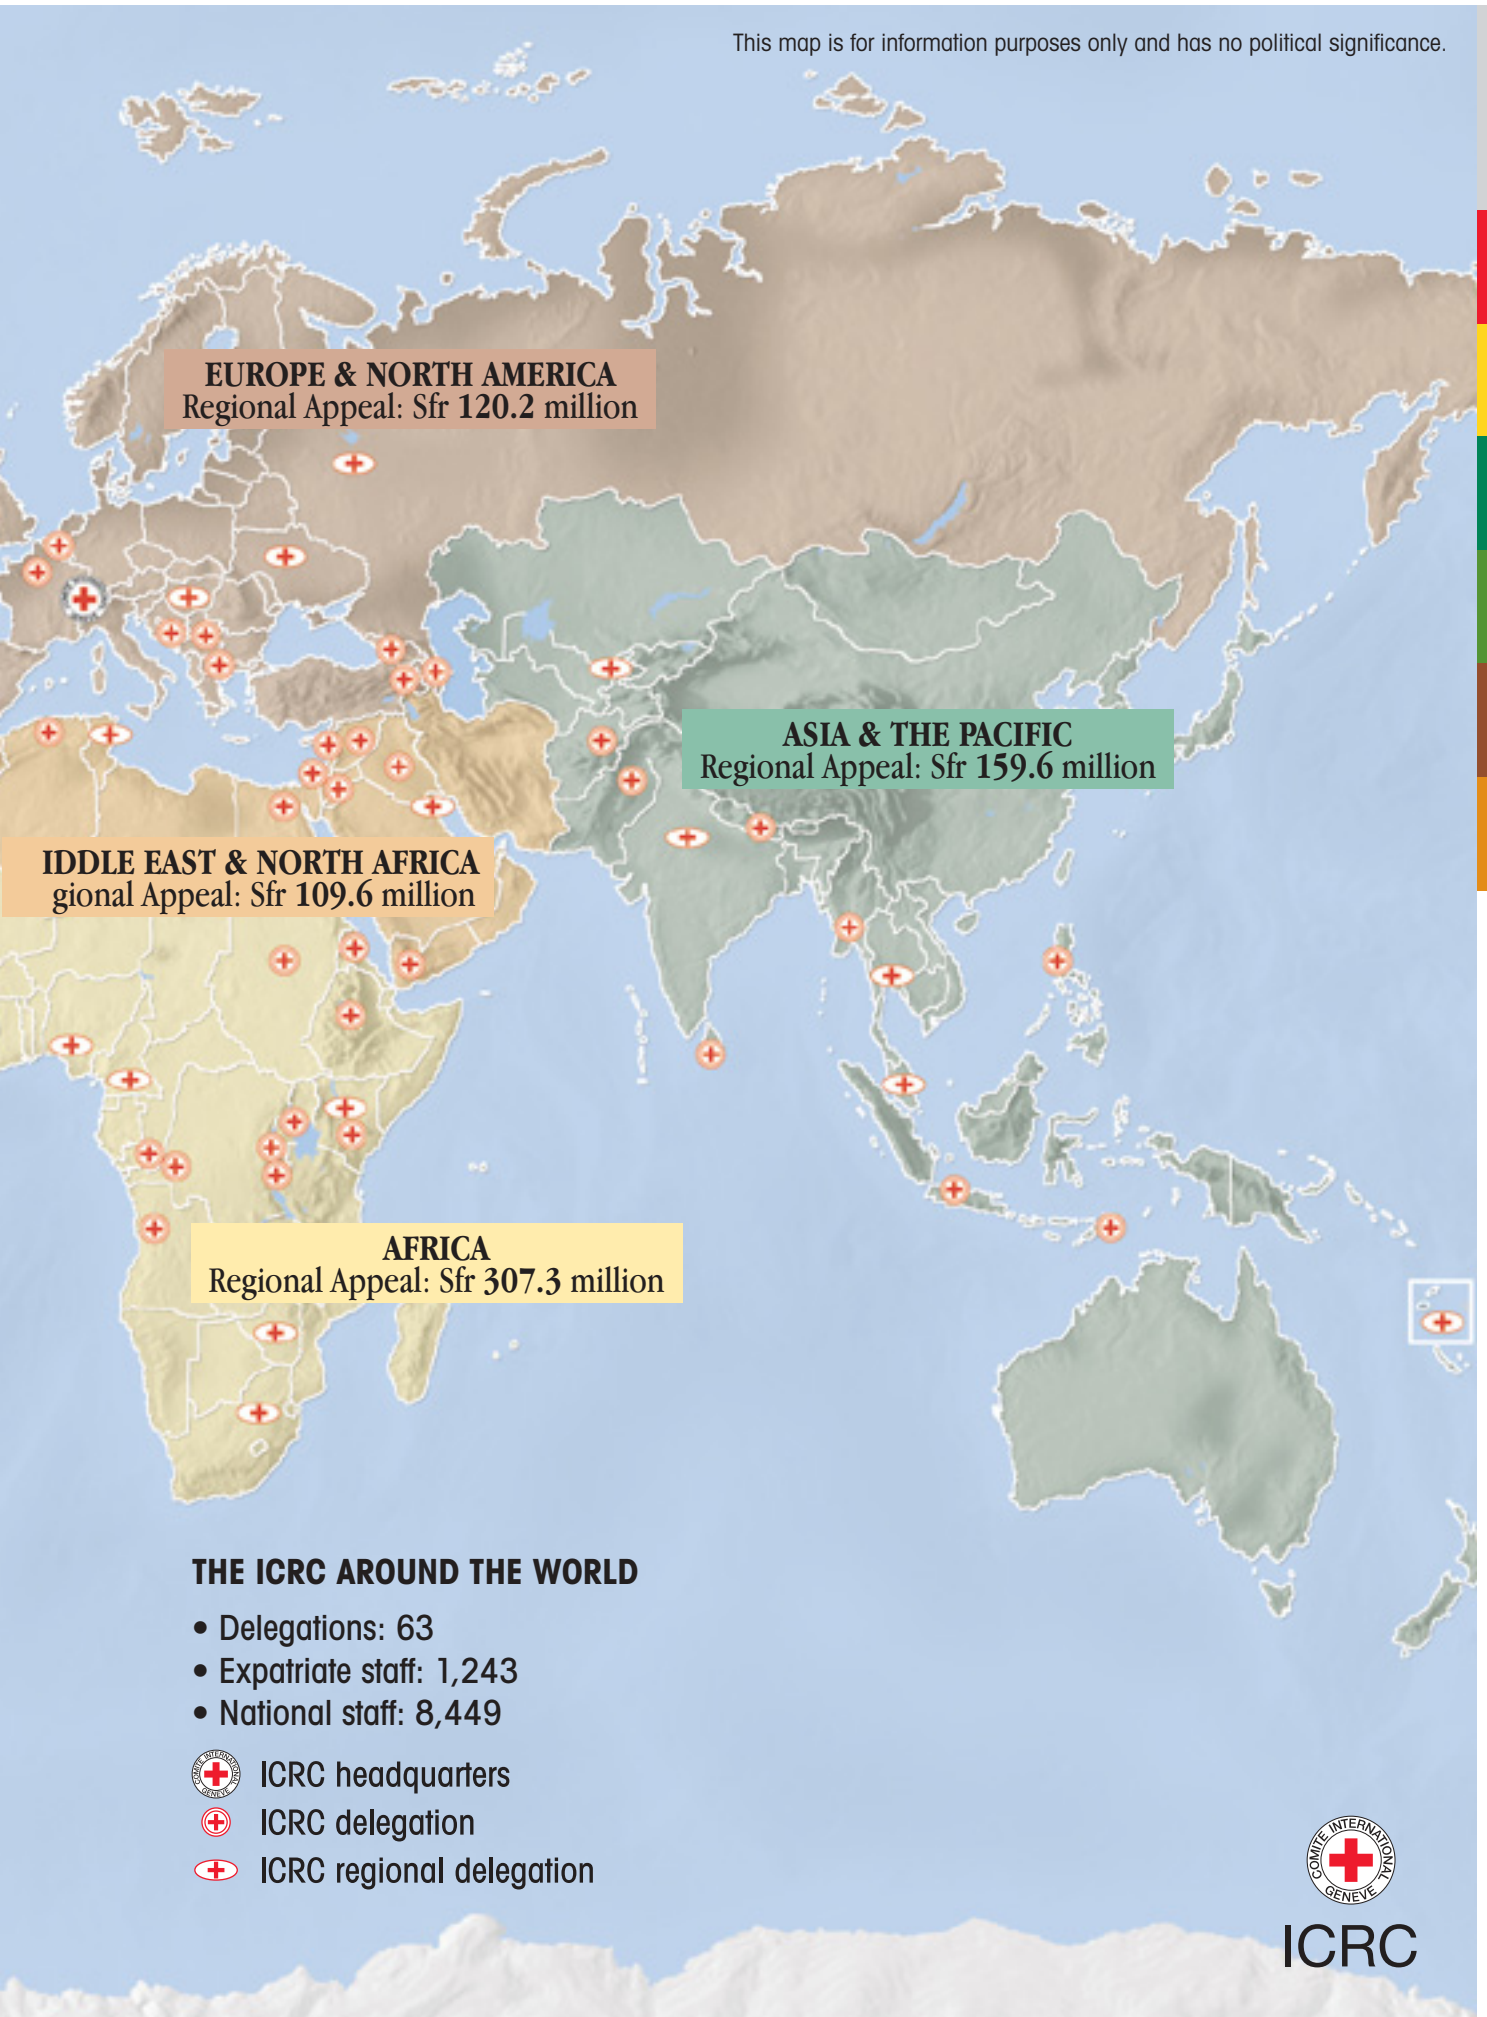 This map is for information purposes only and has no political significance.
EUROPE & NORTH AMERICA
Regional Appeal: Sfr 120.2 million
ASIA & THE PACIFIC
Regional Appeal: Sfr 159.6 million
IDDLE EAST & NORTH AFRICA
gional Appeal: Sfr 109.6 million
AFRICA
Regional Appeal: Sfr 307.3 million
THE ICRC AROUND THE WORLD
• Delegations: 63
• Expatriate staff: 1,243
• National staff: 8,449
COMITE INTERNATIONAL GENEVE
ICRC headquarters
ICRC delegation
ICRC regional delegation
COMITE INTERNATIONAL
GENEVE
ICRC